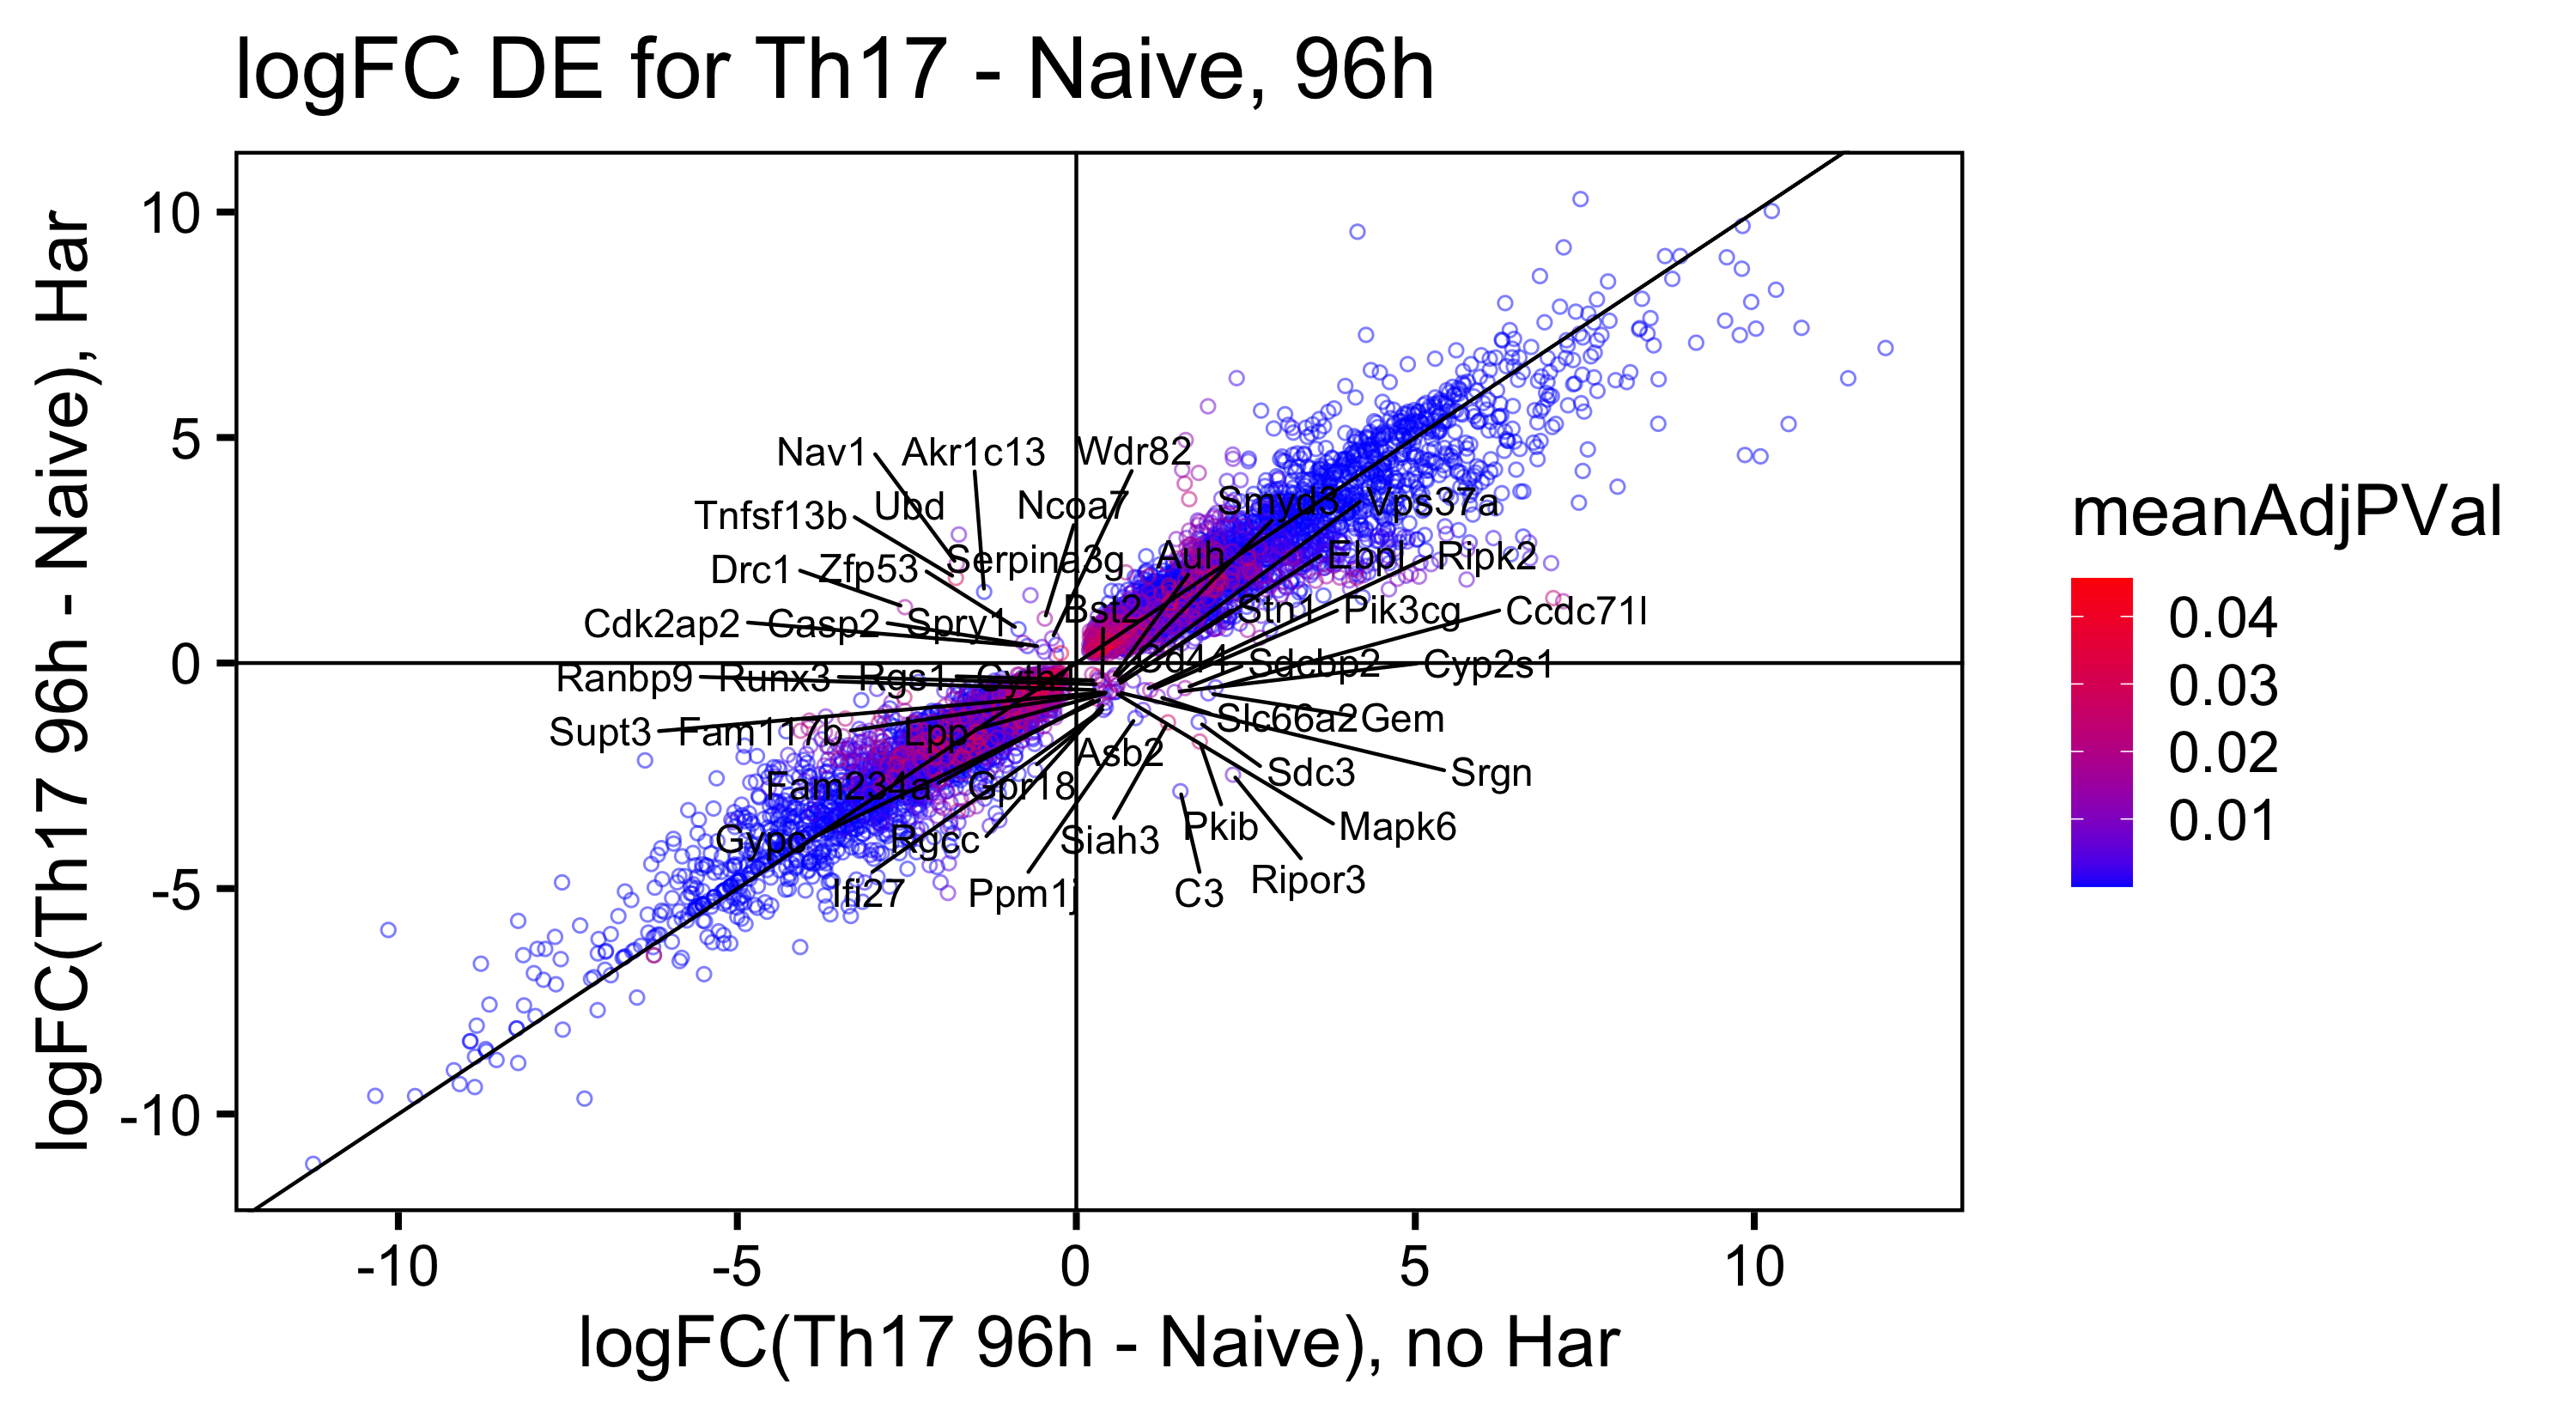 logFC DE for Th17 - Naive, 96h
logFC(Th17 96h - Naive), Har
10
5
0
-5
-10
Nav1 Akr1c13 Wdr82
Tnfsf13b Ubd Ncoa7 Smyd3 Vps37a
Drc1 Zfp53 Serpina3g Auh Ebpl Ripk2
Cdk2ap2 Casp2 Spry1 Bst2 Stn1 Pik3cg Ccdc71l
Ranbp9 Runx3 Rgs1 Cd44 Sdcbp2 Cyp2s1
Supt3 Fam117b Lpp Asb2 Slc66a2 Gem
Fam234a Gpr18 Sdc3 Srgn
Gypc Rgcc Siah3 Pkib Mapk6
Ifi27 Ppm1j C3 Ripor3
-10 -5 0 5 10
logFC(Th17 96h - Naive), no Har
meanAdjPVal
0.04
0.03
0.02
0.01